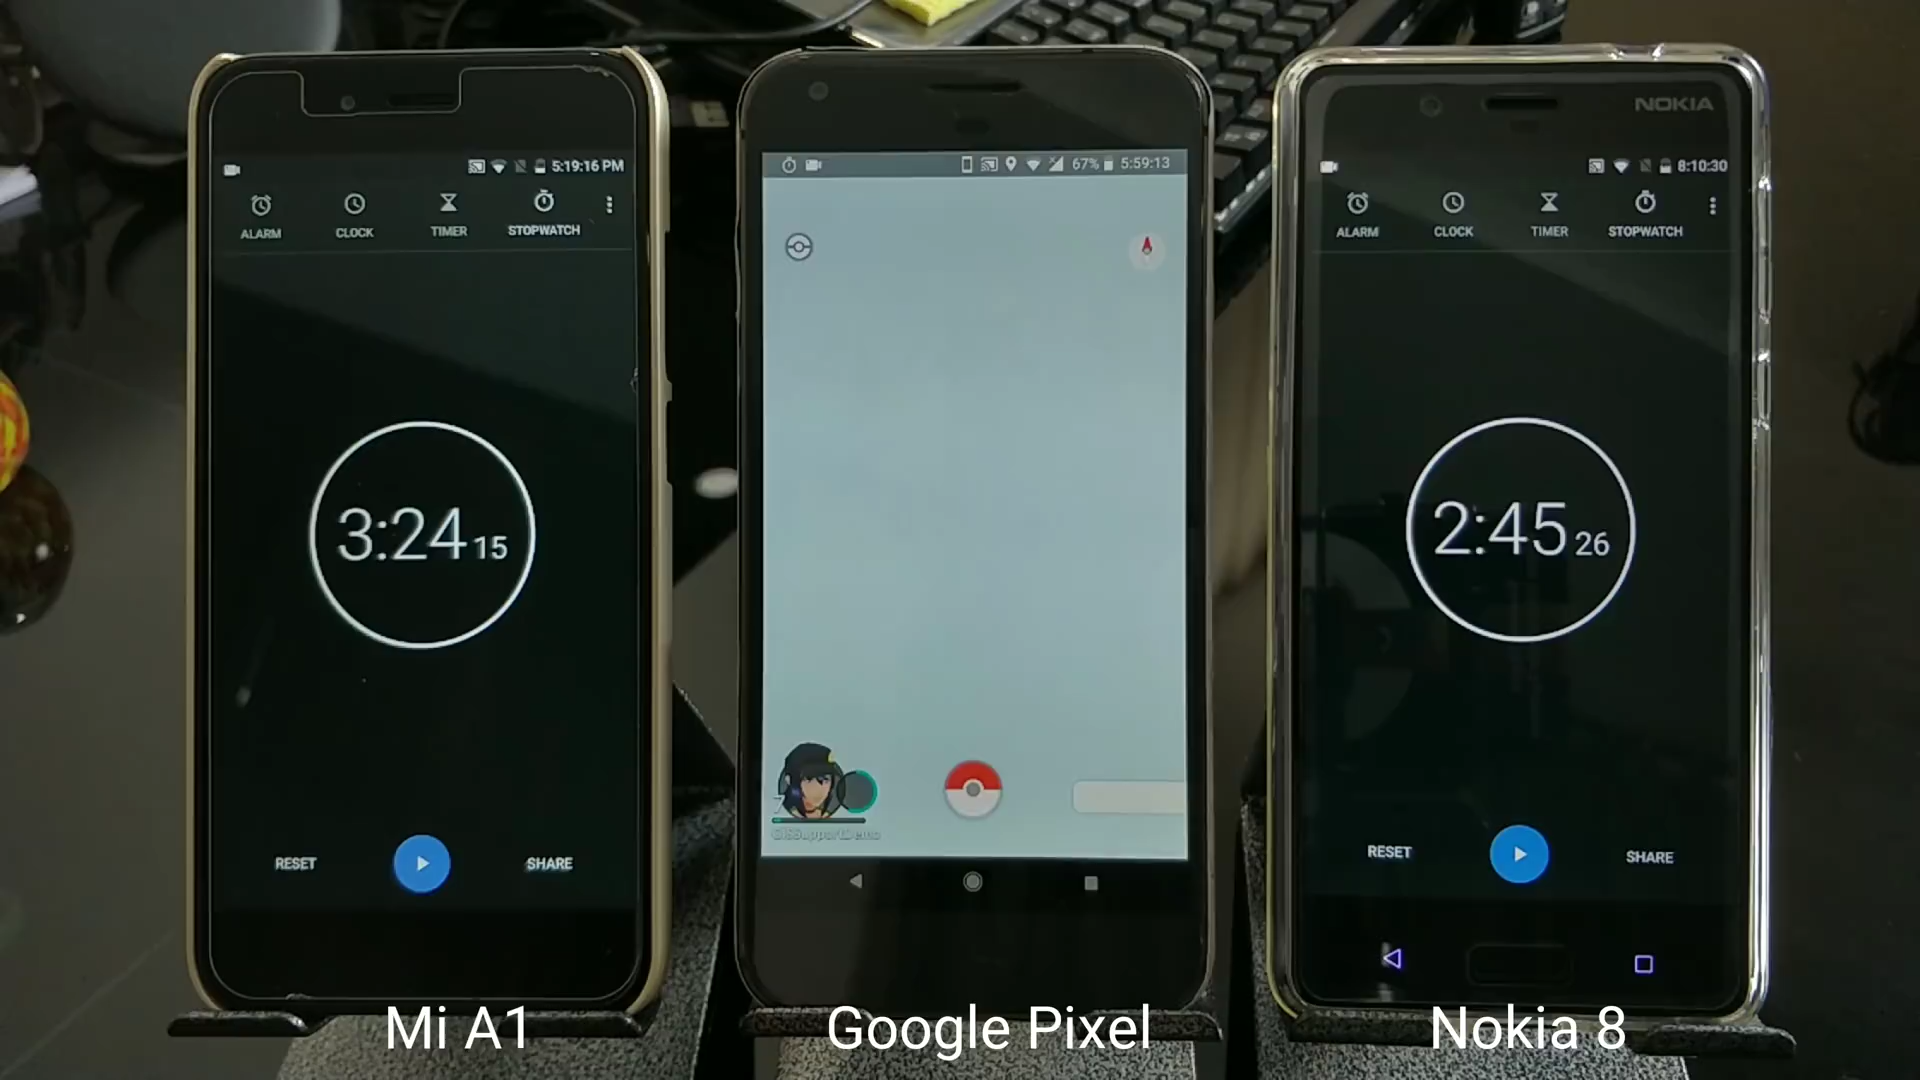 NOKIA
5:19:16 PM
67% 5:59:13
8:10:30
ALARM CLOCK TIMER STOPWATCH
ALARM CLOCK TIMER STOPWATCH
3:24 15
2:45 26
RESET SHARE
RESET SHARE
Mi A1 Google Pixel Nokia 8